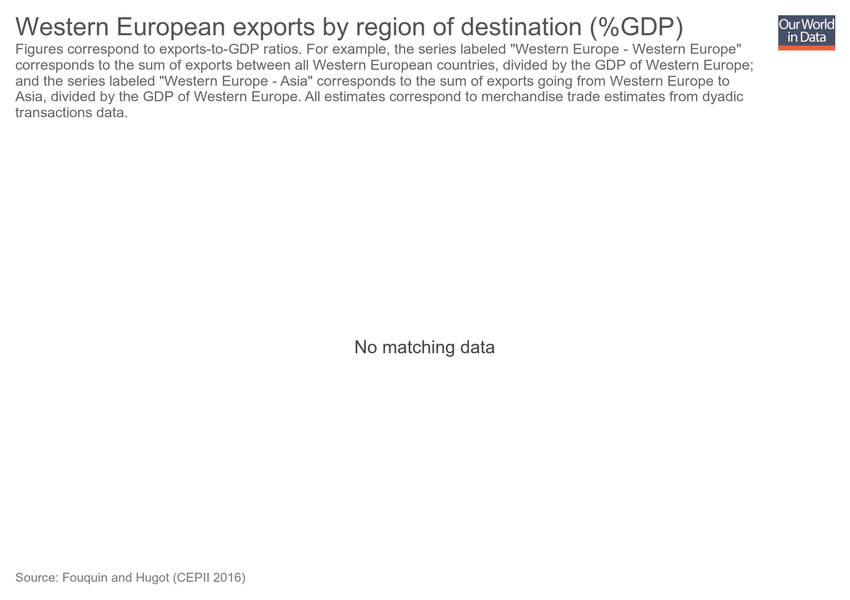 Western European exports by region of destination (%GDP)
Our World
in Data
Figures correspond to exports-to-GDP ratios. For example, the series labeled "Western Europe - Western Europe"
corresponds to the sum of exports between all Western European countries, divided by the GDP of Western Europe;
and the series labeled "Western Europe - Asia" corresponds to the sum of exports going from Western Europe to
Asia, divided by the GDP of Western Europe. All estimates correspond to merchandise trade estimates from dyadic
transactions data.
No matching data
Source: Fouquin and Hugot (CEPII 2016)